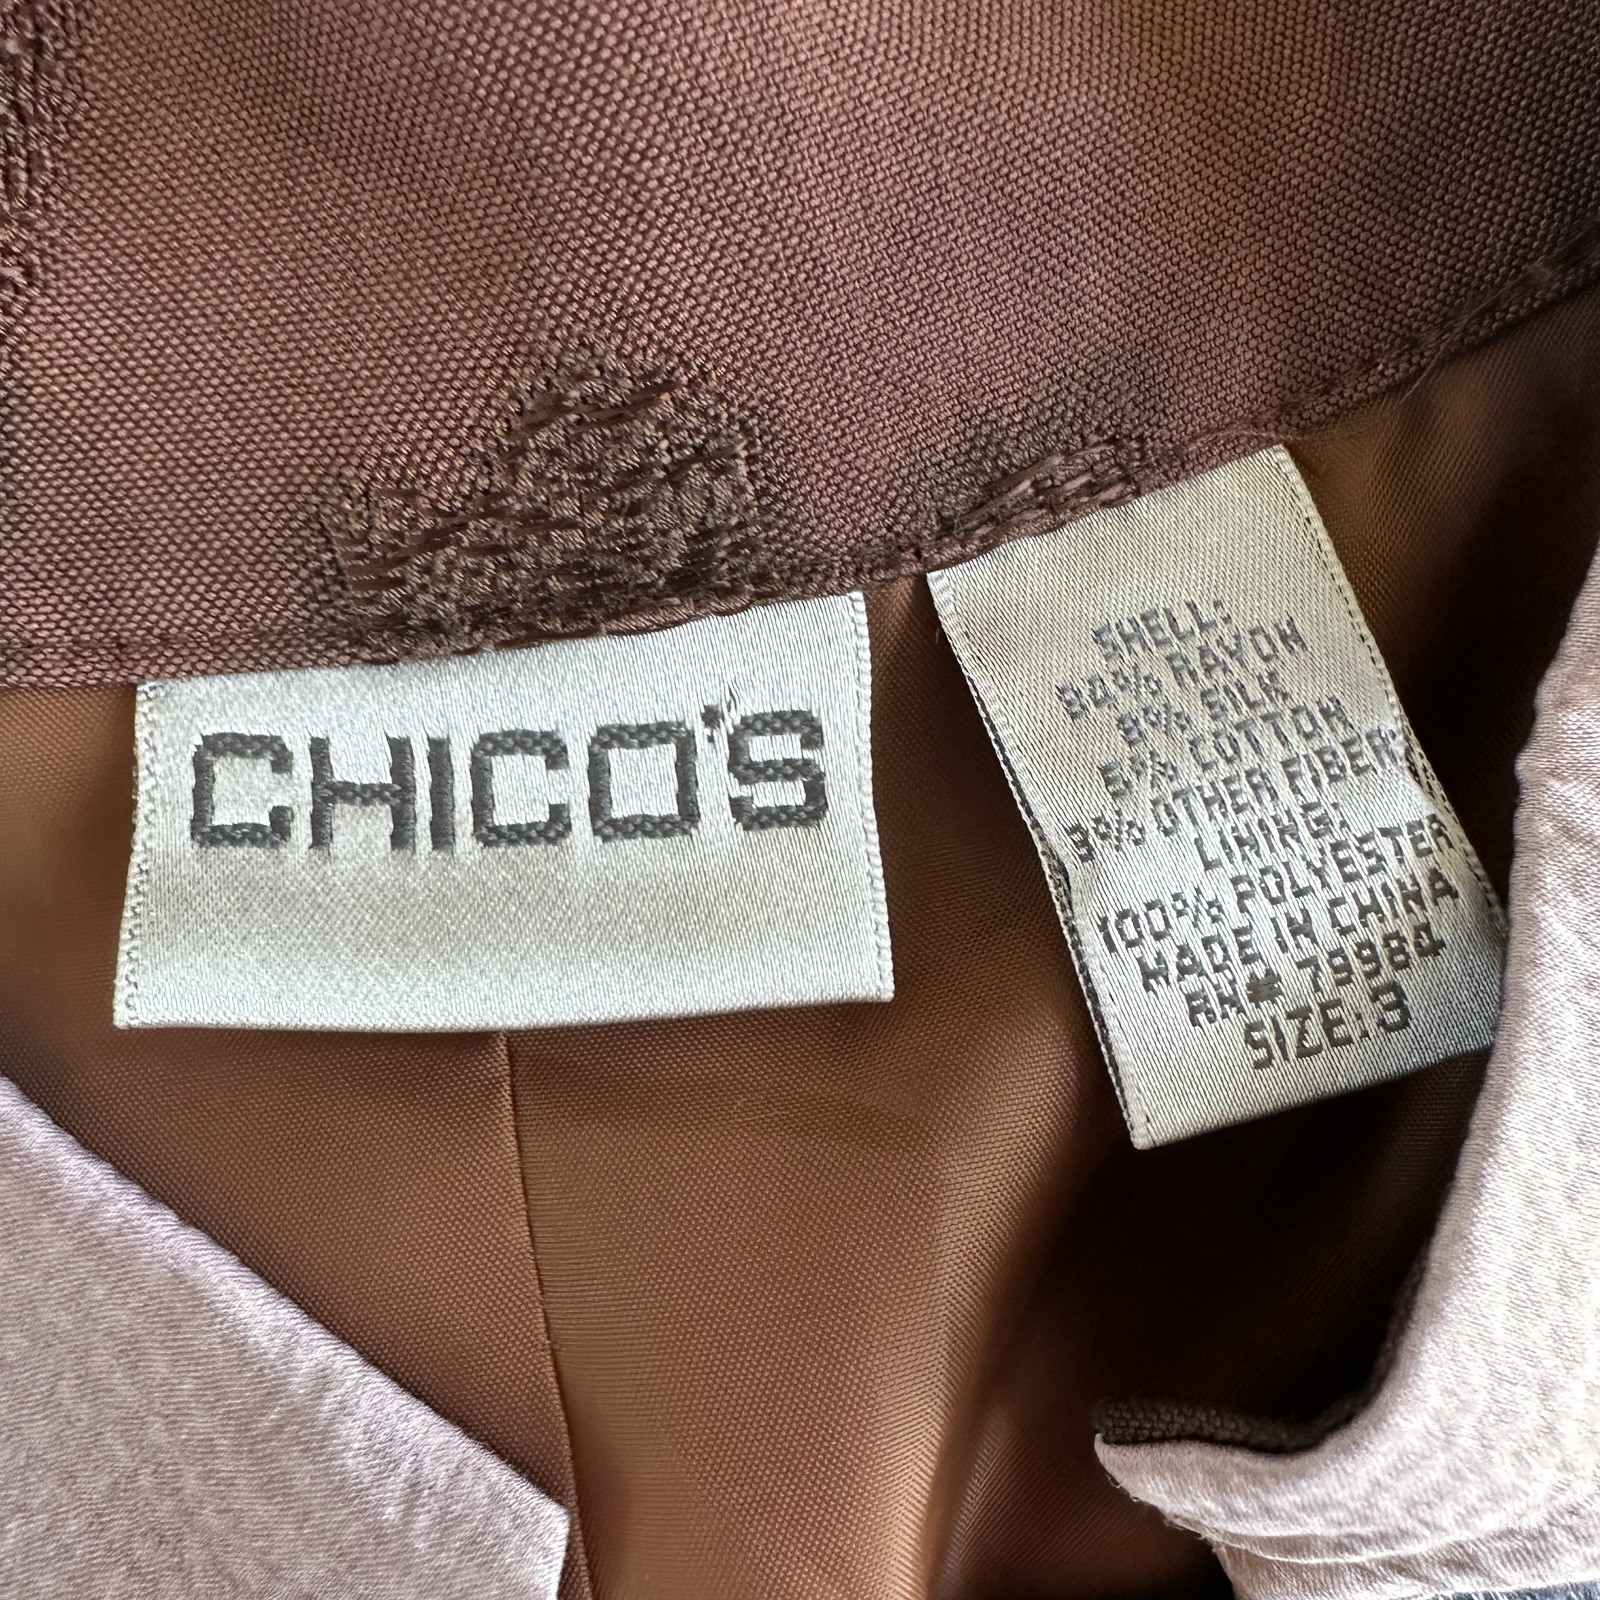 CHICO'S
SHELL:
84% RAYON
8% SILK
5% COTTON
3% OTHER FIBER
LINING:
100% POLYESTER
MADE IN CHINA
RN# 79984
SIZE: 3